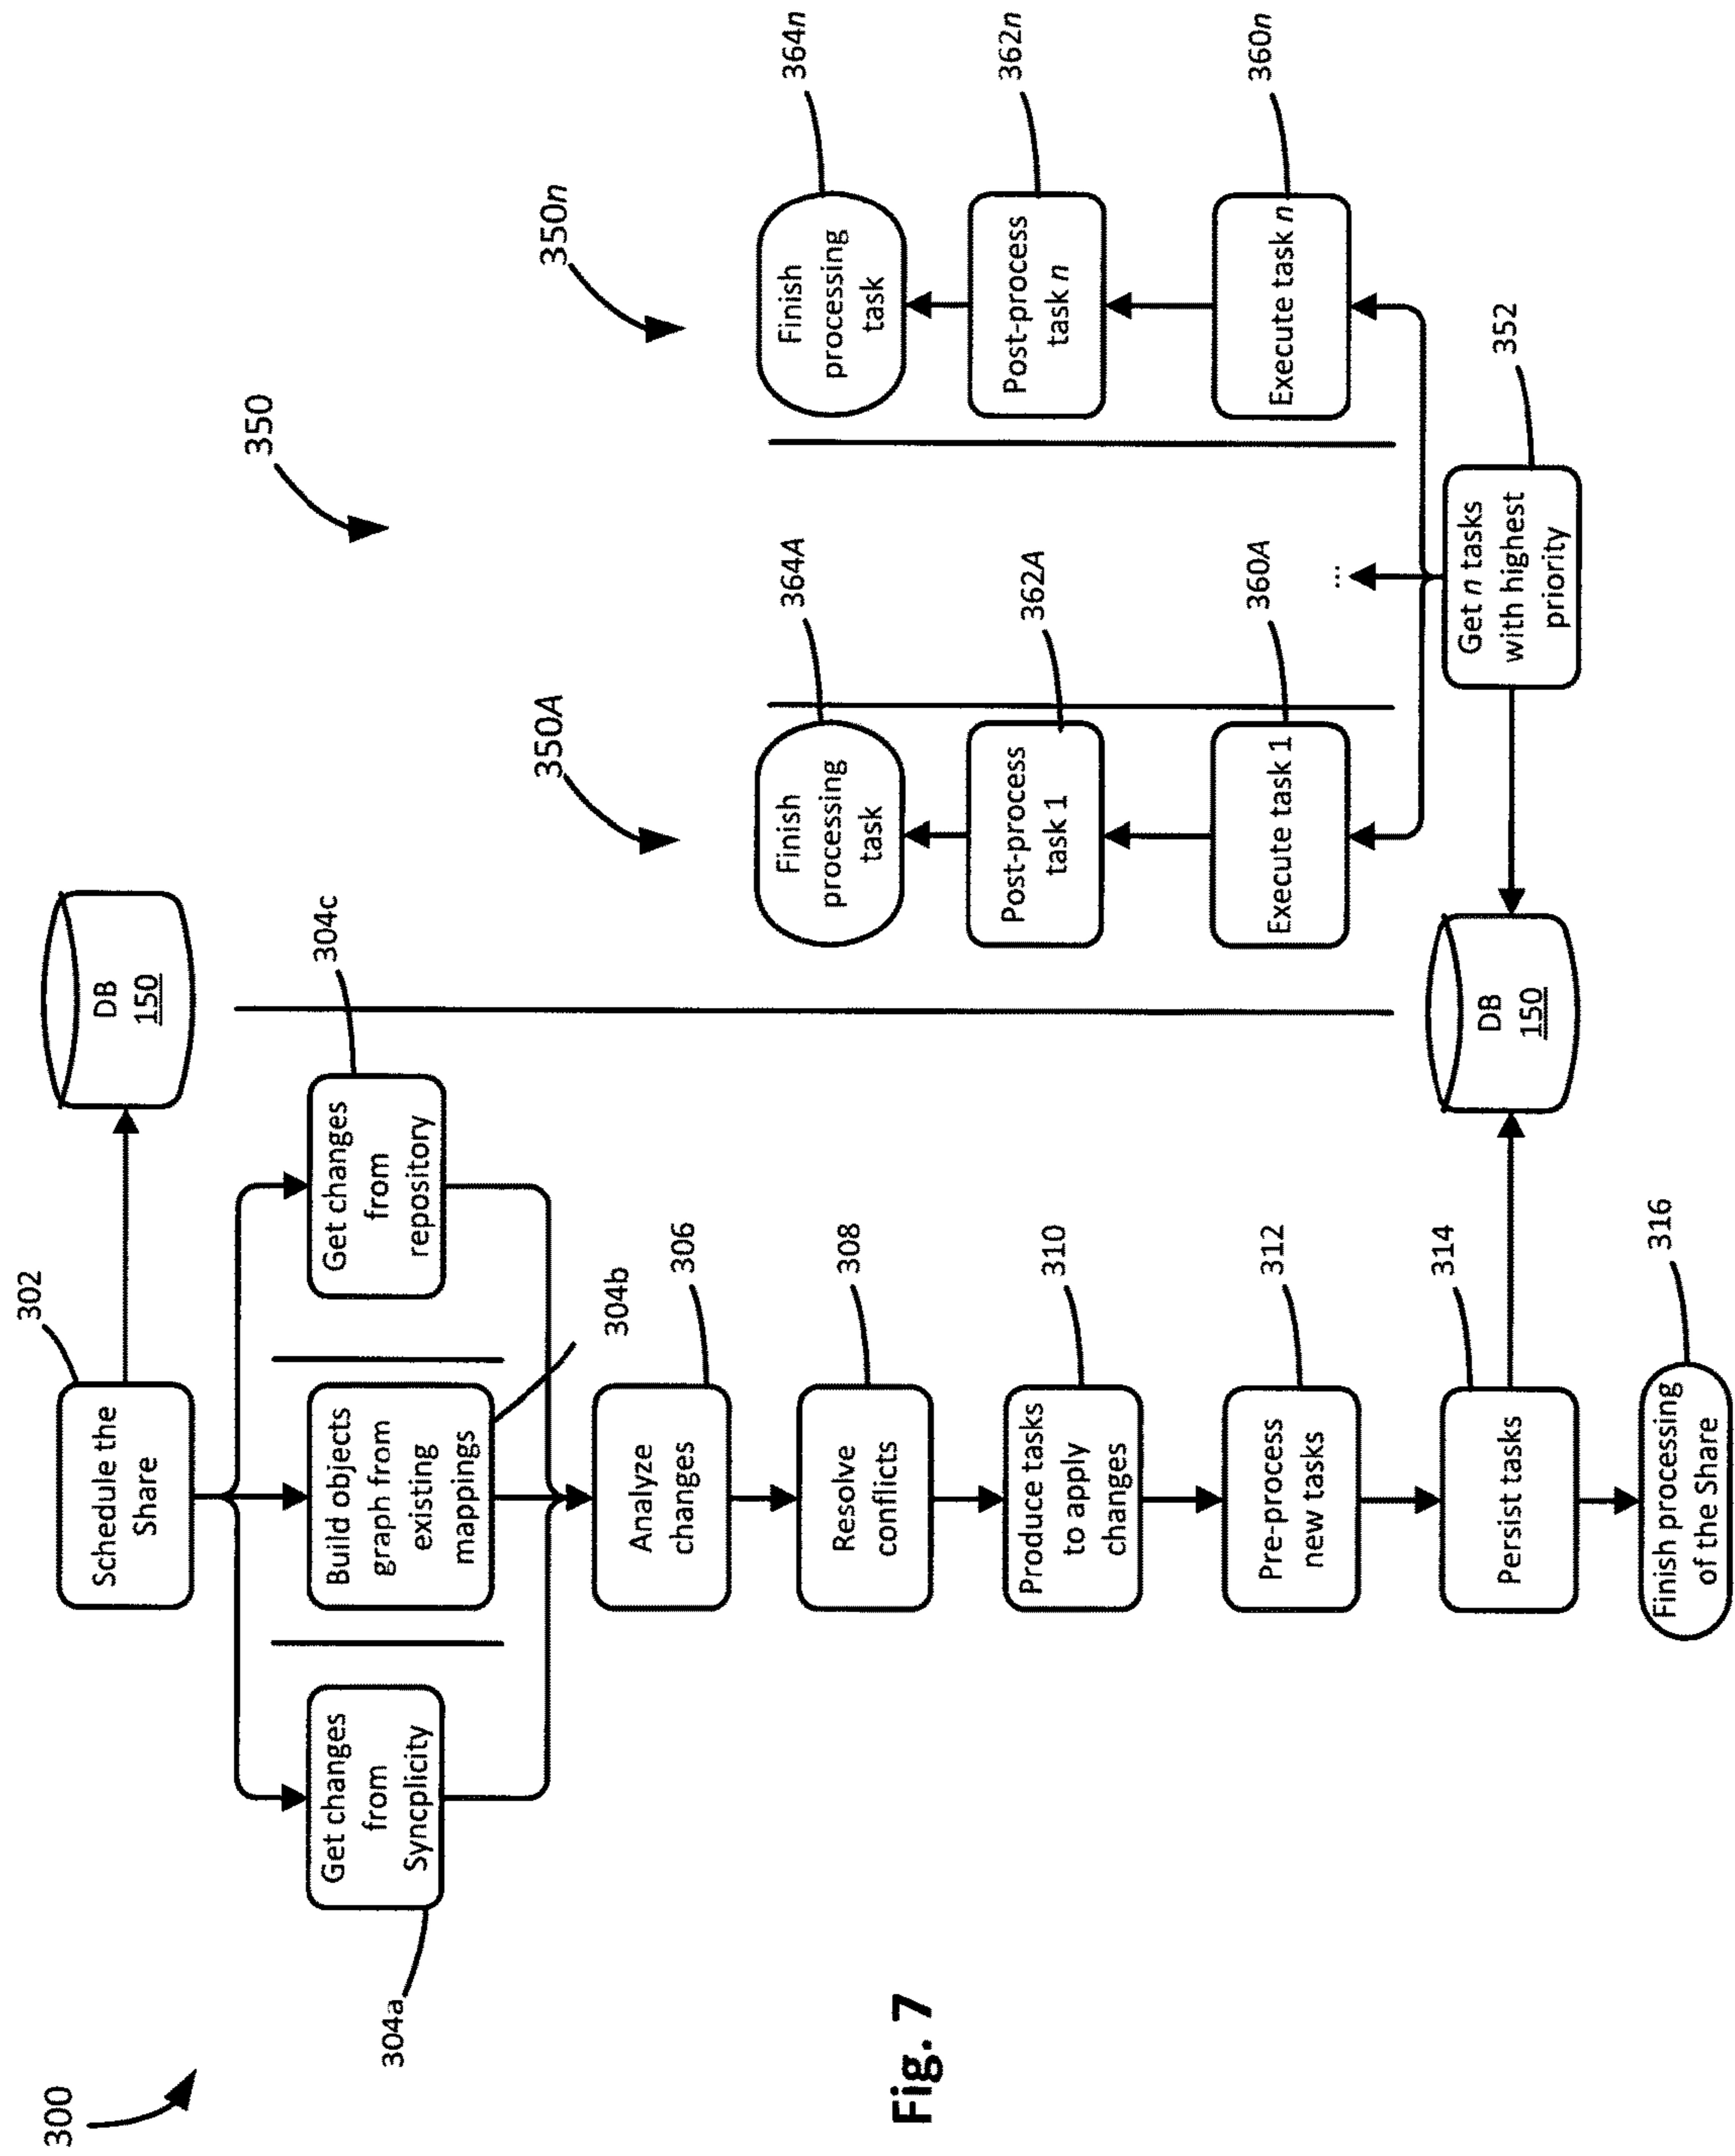 300
302
Schedule the
Share
DB
150
304a
Get changes
from
Syncplicity
Build objects
graph from
existing
mappings
304b
Get changes
from
repository
304c
Analyze
changes
306
Resolve
conflicts
308
Produce tasks
to apply
changes
310
Pre-process
new tasks
312
Persist tasks
314
DB
150
Finish processing
of the Share
316
350
350A
Finish
processing
task
364A
Post-process
task 1
362A
Execute task 1
360A
...
350n
Finish
processing
task
364n
Post-process
task n
362n
Execute task n
360n
Get n tasks
with highest
priority
352
Fig. 7